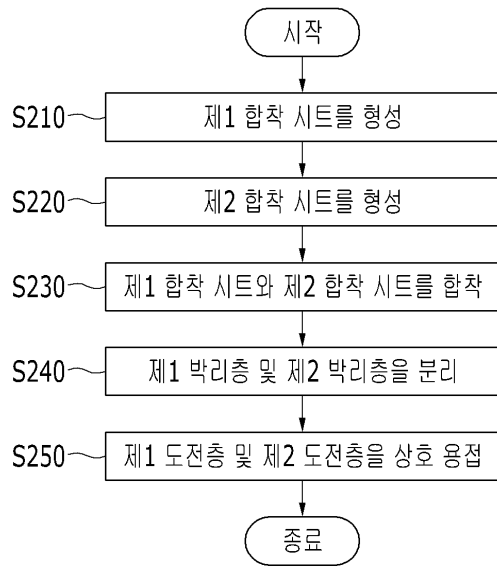 시작
S210 제1 합착 시트를 형성
S220 제2 합착 시트를 형성
S230 제1 합착 시트와 제2 합착 시트를 합착
S240 제1 박리층 및 제2 박리층을 분리
S250 제1 도전층 및 제2 도전층을 상호 용접
종료